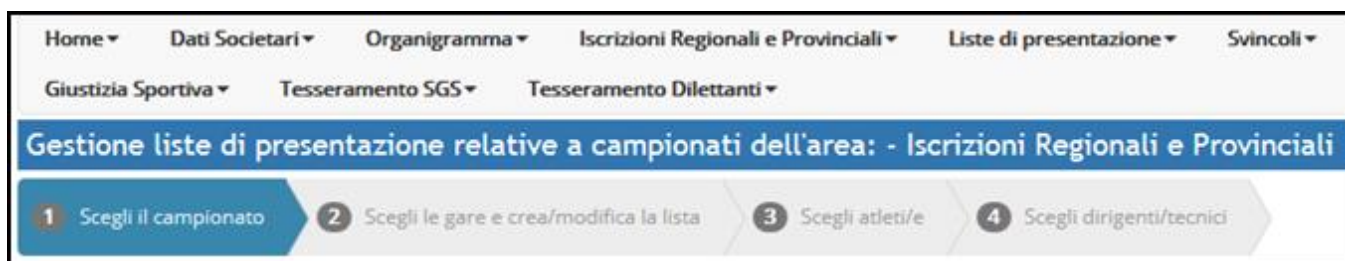 Home Dati Societari Organigramma Iscrizioni Regionali e Provinciali Liste di presentazione Svincoli
Giustizia Sportiva Tesseramento SGS Tesseramento Dilettanti
Gestione liste di presentazione relative a campionati dell'area: - Iscrizioni Regionali e Provinciali
1 Scegli il campionato 2 Scegli le gare e crea/modifica la lista 3 Scegli atleti/e 4 Scegli dirigenti/tecnici